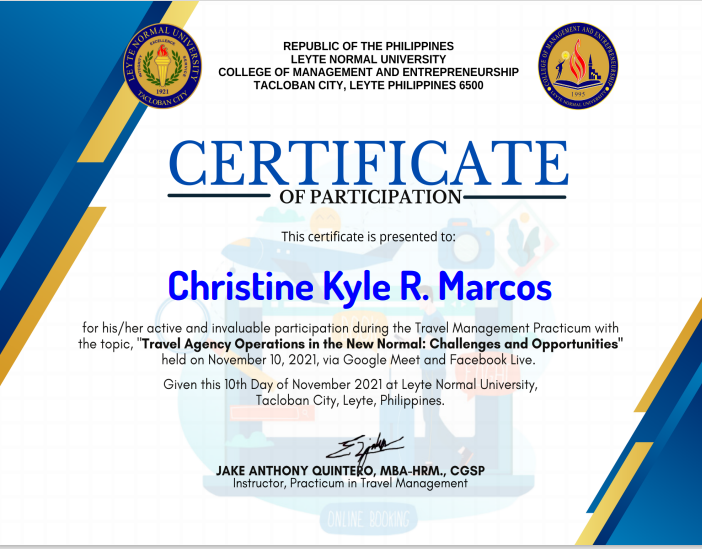 REPUBLIC OF THE PHILIPPINES
LEYTE NORMAL UNIVERSITY
COLLEGE OF MANAGEMENT AND ENTREPRENEURSHIP
TACLOBAN CITY, LEYTE PHILIPPINES 6500
LEYTE NORMAL UNIVERSITY
EXCELLENCE
1921
TACLOBAN CITY
COLLEGE OF MANAGEMENT AND ENTREPRENEURSHIP
1993
LEYTE NORMAL UNIVERSITY
CERTIFICATE
OF PARTICIPATION
This certificate is presented to:
Christine Kyle R. Marcos
for his/her active and invaluable participation during the Travel Management Practicum with
the topic, "Travel Agency Operations in the New Normal: Challenges and Opportunities"
held on November 10, 2021, via Google Meet and Facebook Live.
Given this 10th Day of November 2021 at Leyte Normal University,
Tacloban City, Leyte, Philippines.
JAKE ANTHONY QUINTERO, MBA-HRM., CGSP
Instructor, Practicum in Travel Management
ONLINE BOOKING